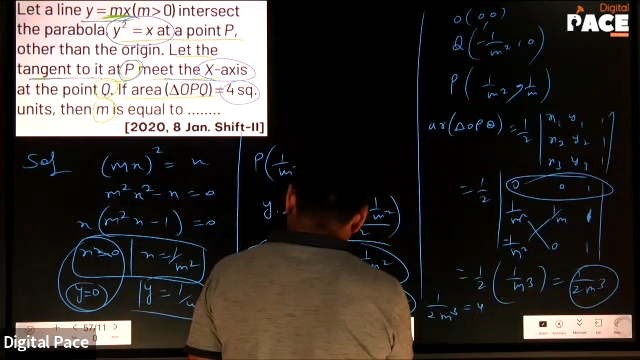 Let a line y = mx (m > 0) intersect
the parabola, y² = x at a point P,
other than the origin. Let the
tangent to it at P meet the X-axis
at the point Q. If area (ΔOPQ) = 4 sq.
units, then m is equal to ........
[2020, 8 Jan. Shift-II]
Sol (mx)² = x
m²x² - x = 0
x(m²x - 1) = 0
x = 0 x = 1/m²
y = 0
P(1/m
O(0,0)
Q(-1/m², 0)
P(1/m², 1/m)
ar(ΔOPQ) = 1/2 | x₁ y₁ 1
x₂ y₂ 1
x₃ y₃ 1 |
= 1/2 | 0 0 1
1/m² 1/m 1
-1/m² 0 1 |
= 1/2 (1/m³) = 1/2m³
1/2m³ = 4
Digital
PACE
57/11
Digital Pace